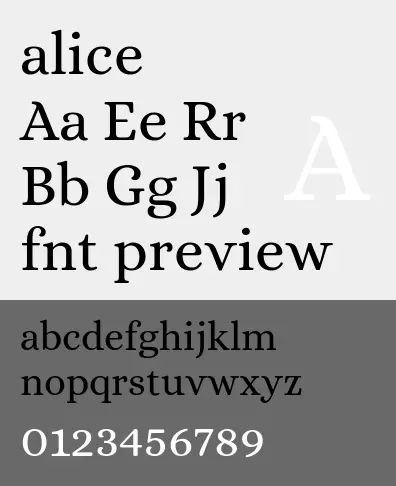 alice
Aa Ee Rr
A
Bb Gg Jj
fnt preview
abcdefghijklm
nopqrstuvwxyz
0123456789